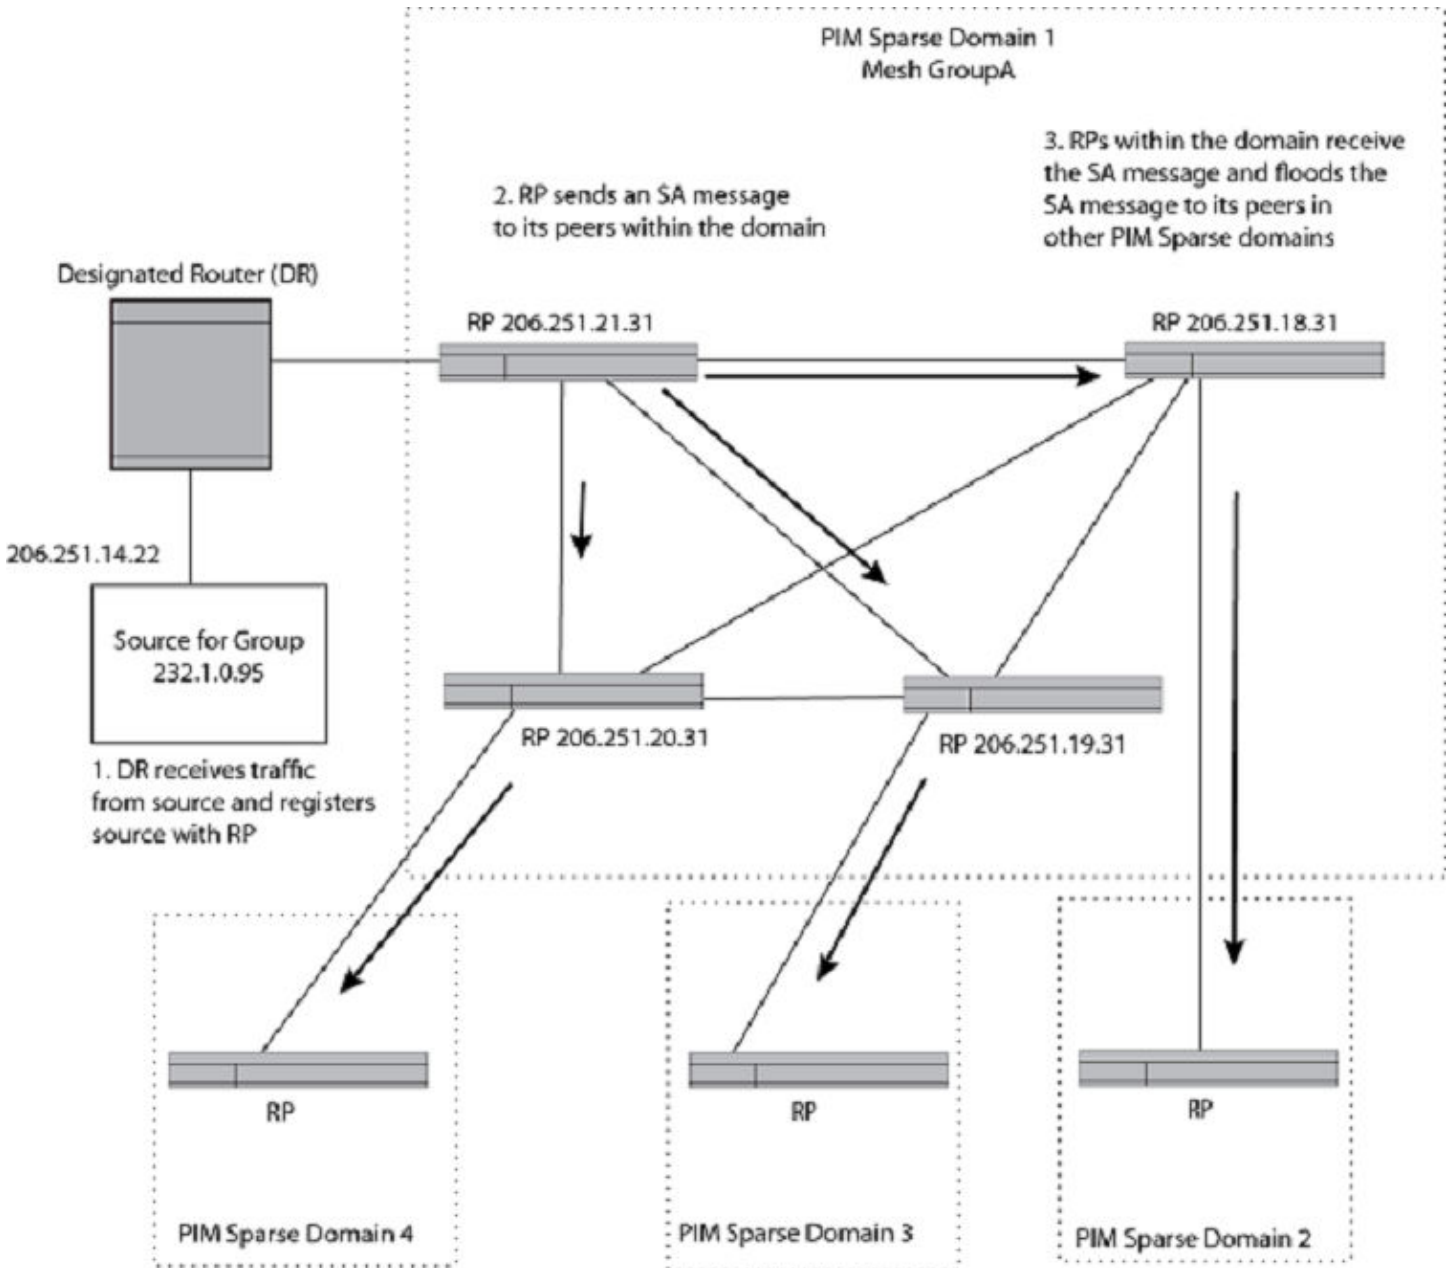 PIM Sparse Domain 1
Mesh GroupA
3. RPs within the domain receive
the SA message and floods the
SA message to its peers in
other PIM Sparse domains
2. RP sends an SA message
to its peers within the domain
Designated Router (DR)
RP 206.251.21.31
RP 206.251.18.31
206.251.14.22
Source for Group
232.1.0.95
RP 206.251.20.31
RP 206.251.19.31
1. DR receives traffic
from source and registers
source with RP
RP
RP
RP
PIM Sparse Domain 4
PIM Sparse Domain 3
PIM Sparse Domain 2